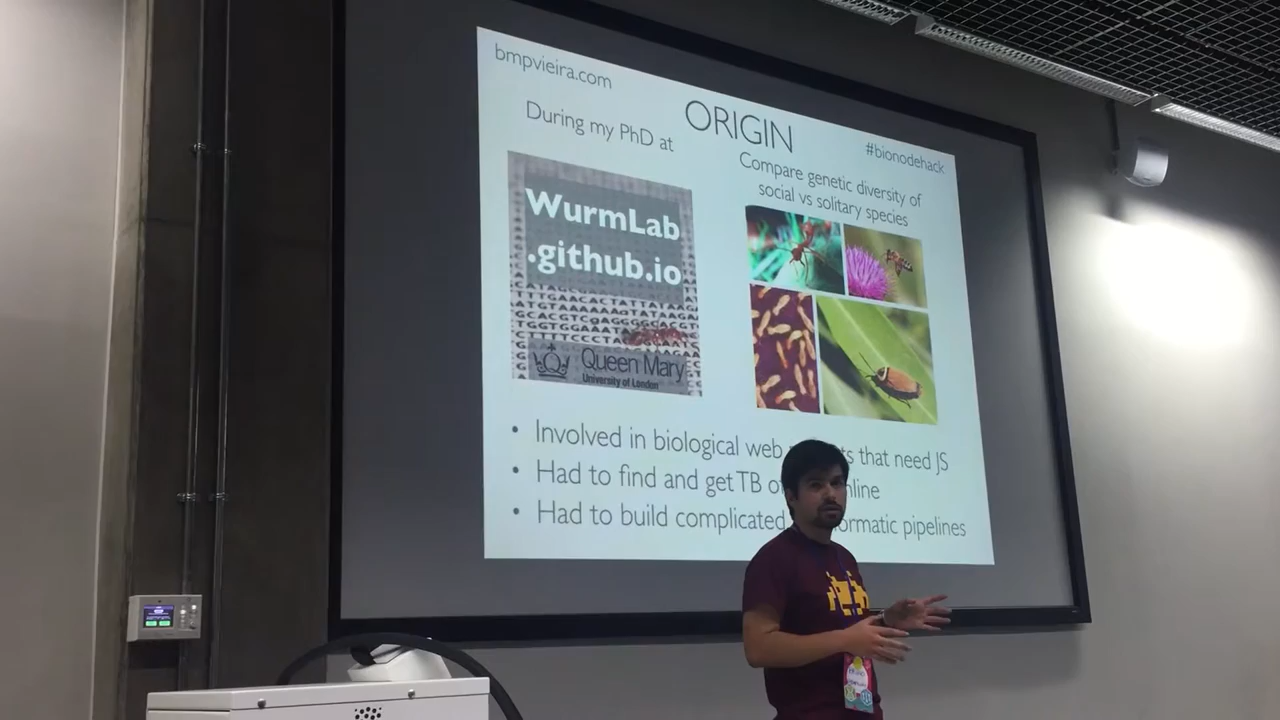 bmpvieira.com
ORIGIN
#bionodehack
During my PhD at
WurmLab
.github.io
Queen Mary
University of London
Compare genetic diversity of
social vs solitary species
• Involved in biological web ts that need JS
• Had to find and get TB o nline
• Had to build complicated ormatic pipelines